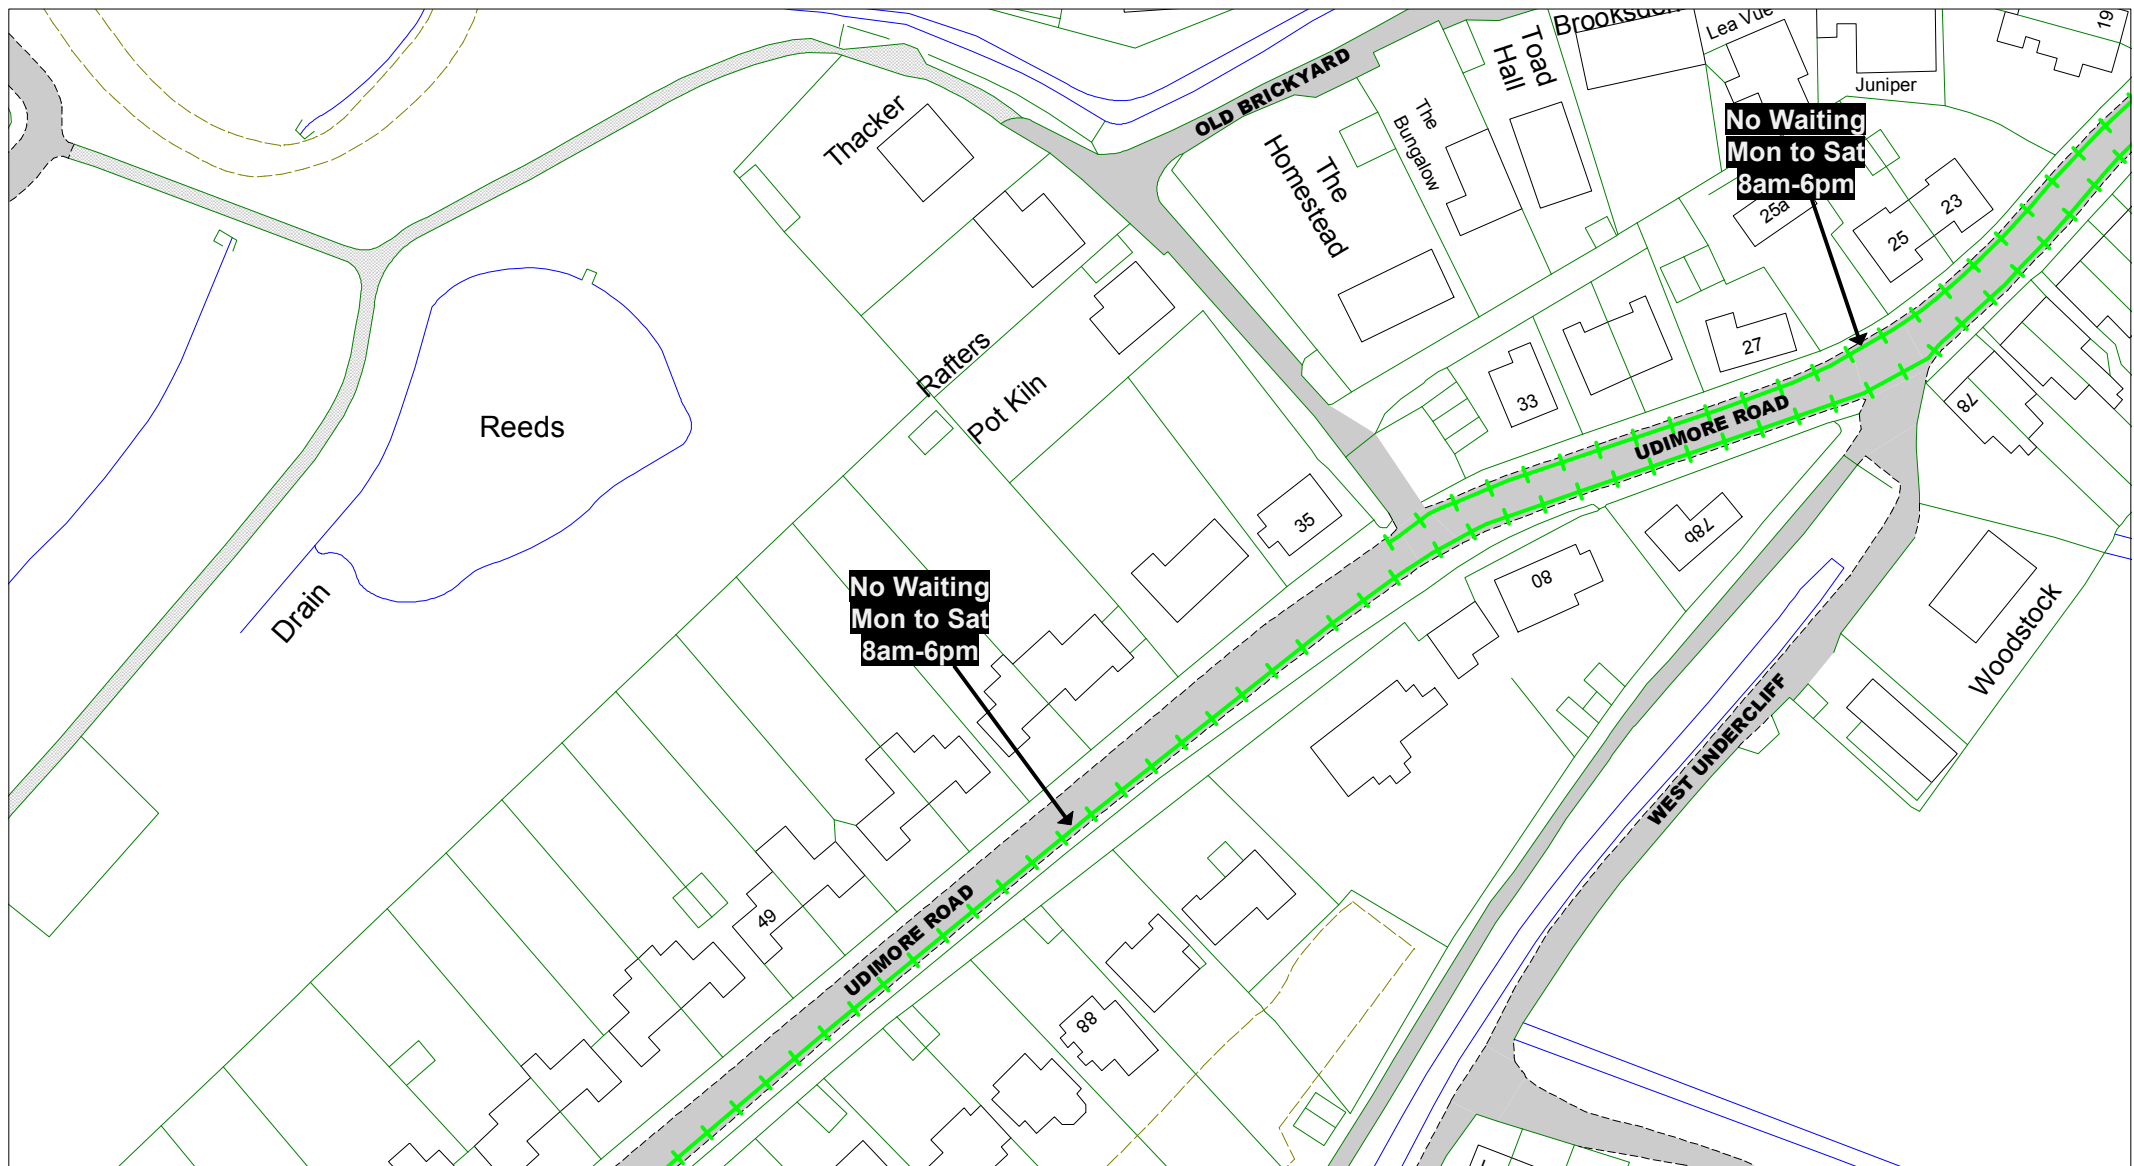 Brooksden
Lea Vue
19
Toad
Hall
Juniper
OLD BRICKYARD
The
Bungalow
Thacker
The
Homestead
No Waiting
Mon to Sat
8am-6pm
25a
23
25
27
33
Rafters
Pot Kiln
Reeds
UDIMORE ROAD
78
35
78b
80
Drain
No Waiting
Mon to Sat
8am-6pm
Woodstock
WEST UNDERCLIFF
49
UDIMORE ROAD
88